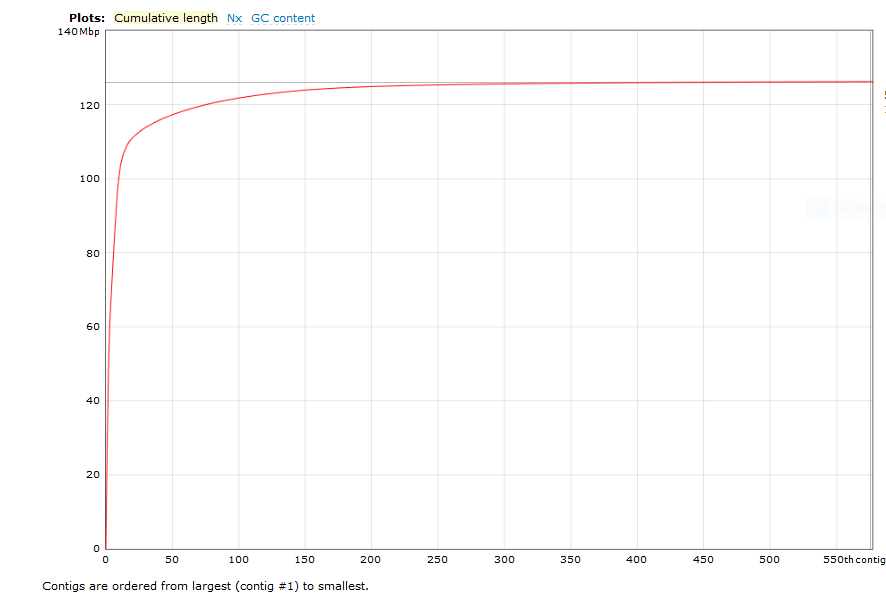 Plots: Cumulative length Nx GC content
140 Mbp
120
100
80
60
40
20
0
0 50 100 150 200 250 300 350 400 450 500 550th contig
Contigs are ordered from largest (contig #1) to smallest.